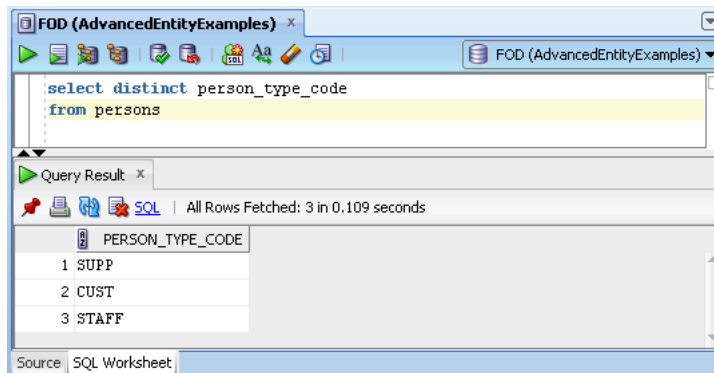 FOD (AdvancedEntityExamples) x
FOD (AdvancedEntityExamples)
select distinct person_type_code
from persons
Query Result x
SQL | All Rows Fetched: 3 in 0.109 seconds
PERSON_TYPE_CODE
1 SUPP
2 CUST
3 STAFF
Source SQL Worksheet